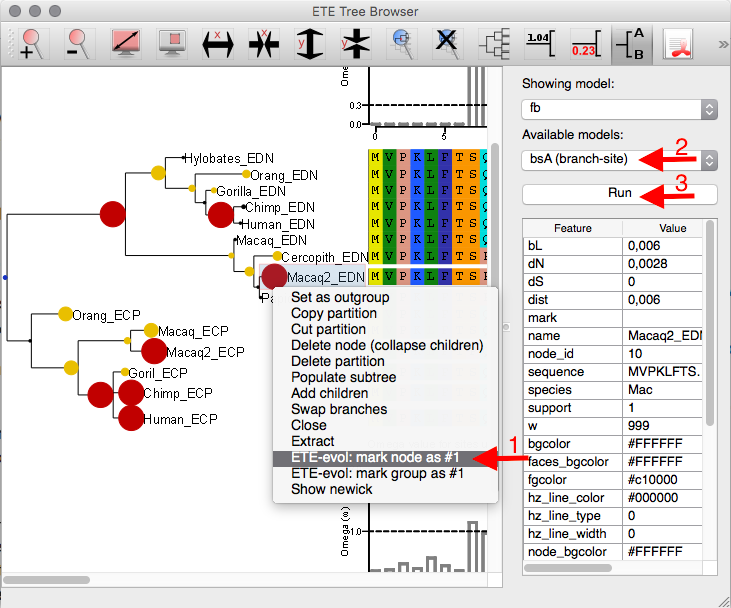 ETE Tree Browser
x x y y 1.04 0.23 A B »
Showing model:
fb
Available models:
bsA (branch-site)
2
Run
3
Feature Value
bL 0,006
dN 0,0028
dS 0
dist 0,006
mark
name Macaq2_EDN
node_id 10
sequence MVPKLFTS.
species Mac
support 1
w 999
bgcolor #FFFFFF
faces_bgcolor #FFFFFF
fgcolor #c10000
hz_line_color #000000
hz_line_type 0
hz_line_width 0
node_bgcolor #FFFFFF
Ome
0.3
0.0
0 5
Hylobates_EDN M V P K L F T S Q
Orang_EDN M V P K L F T S Q
Gorilla_EDN M V P K L F T S Q
Chimp_EDN M V P K L F T S Q
Human_EDN M V P K L F T S Q
Macaq_EDN M V P K L F T S
Cercopith_EDN M V P K L F T S
Macaq2_EDN M V P K L F T S
Pa
Orang_ECP
Macaq_ECP
Macaq2_ECP
Goril_ECP
Chimp_ECP
Human_ECP
Set as outgroup
Copy partition
Cut partition
Delete node (collapse children)
Delete partition
Populate subtree
Add children
Swap branches
Close
Extract
ETE-evol: mark node as #1
1
ETE-evol: mark group as #1
Show newick
Omega (ω)
1.0